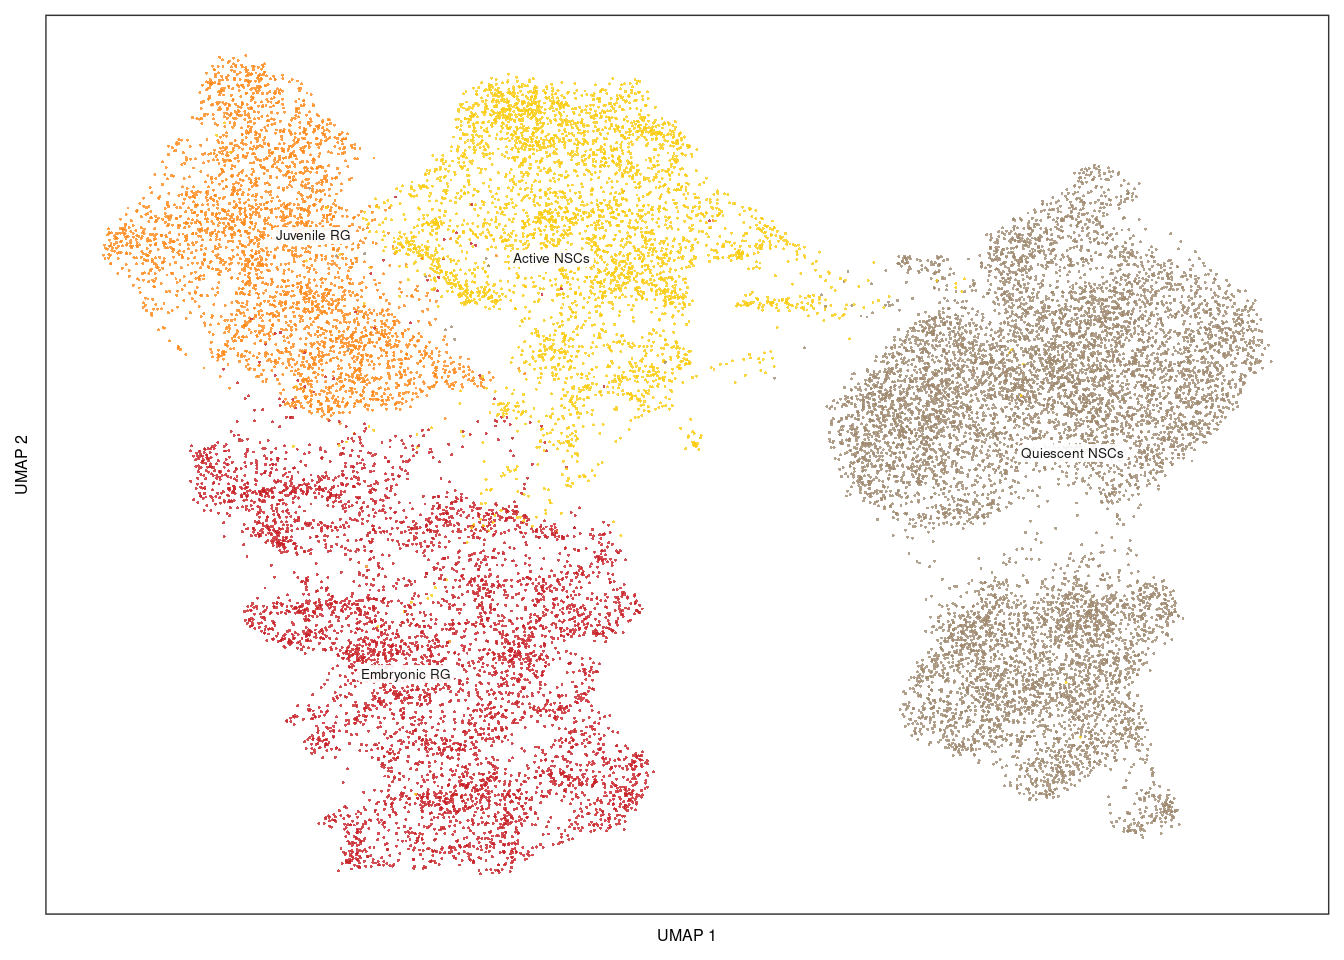 Juvenile RG
Active NSCs
Quiescent NSCs
Embryonic RG
UMAP 2
UMAP 1